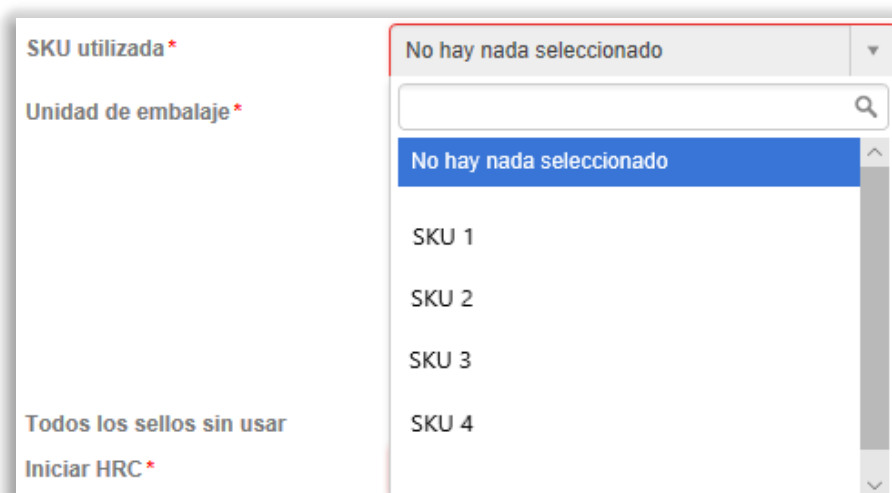 SKU utilizada*
No hay nada seleccionado
Unidad de embalaje*
No hay nada seleccionado
SKU 1
SKU 2
SKU 3
SKU 4
Todos los sellos sin usar
Iniciar HRC*